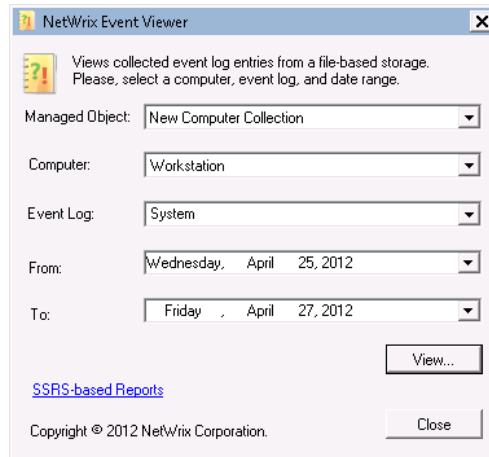 NetWrix Event Viewer
Views collected event log entries from a file-based storage.
Please, select a computer, event log, and date range.
Managed Object: New Computer Collection
Computer: Workstation
Event Log: System
From: Wednesday, April 25, 2012
To: Friday , April 27, 2012
View...
SSRS-based Reports
Copyright © 2012 NetWrix Corporation.
Close